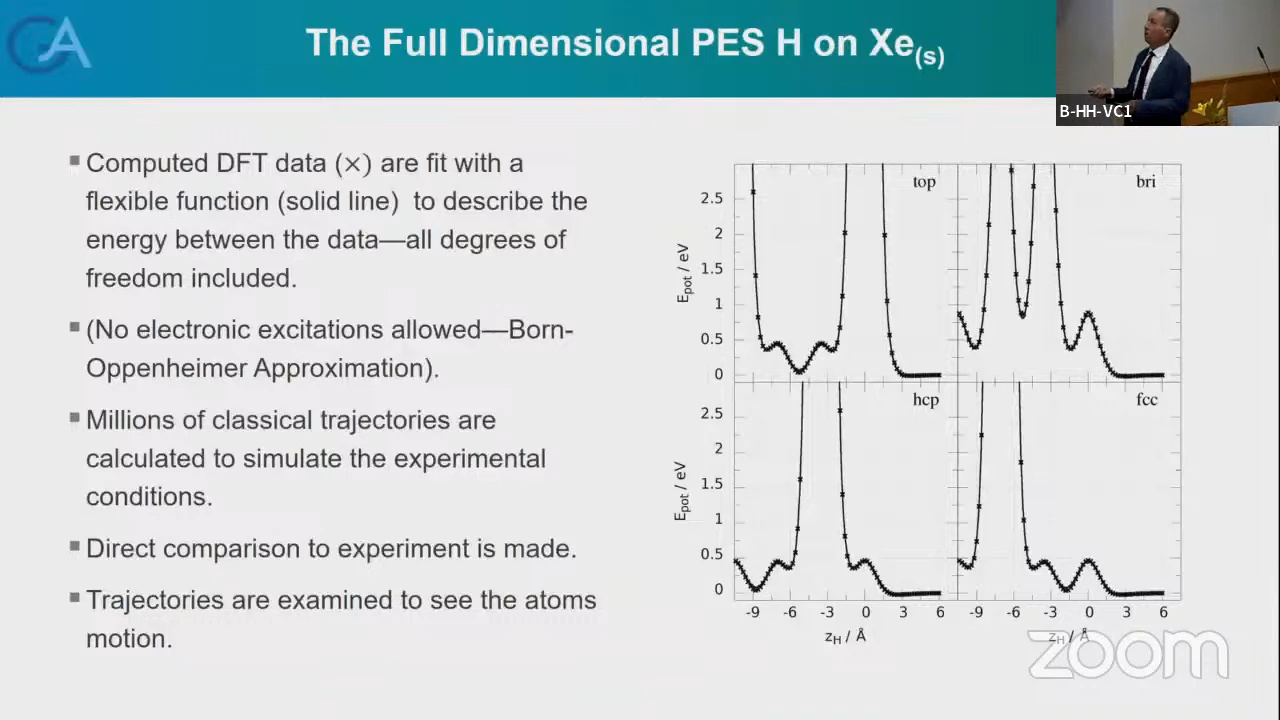 GA
The Full Dimensional PES H on Xe(s)
B-HH-VC1
▪ Computed DFT data (×) are fit with a
flexible function (solid line) to describe the
energy between the data—all degrees of
freedom included.
▪ (No electronic excitations allowed—Born-
Oppenheimer Approximation).
▪ Millions of classical trajectories are
calculated to simulate the experimental
conditions.
▪ Direct comparison to experiment is made.
▪ Trajectories are examined to see the atoms
motion.
top
bri
2.5
2
1.5
1
0.5
0
Epot / eV
hcp
fcc
2.5
2
1.5
1
0.5
0
Epot / eV
-9 -6 -3 0 3 6
-9 -6 -3 0 3 6
zH / Å
zH / Å
zoom